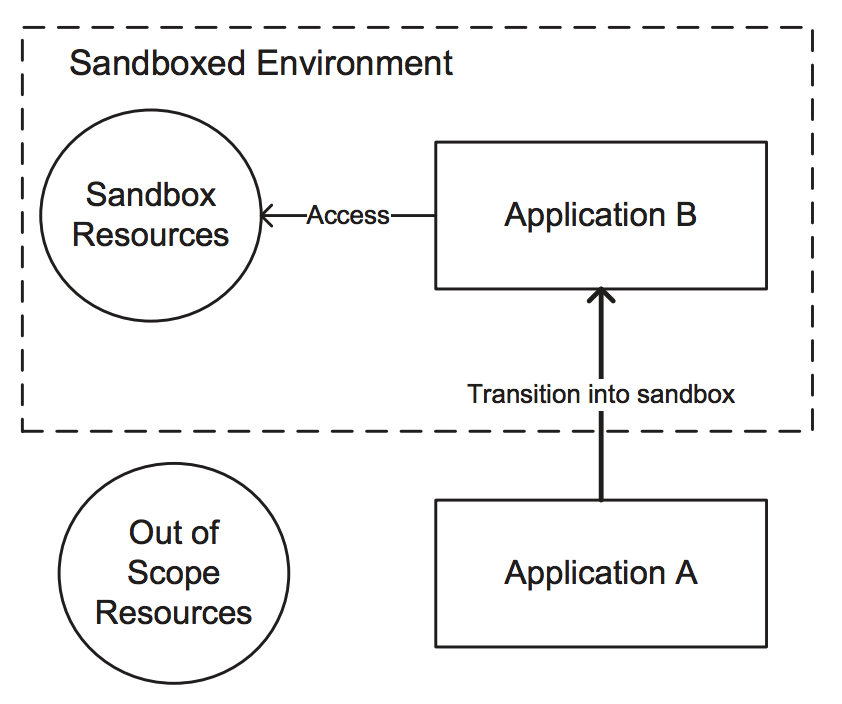 Sandboxed Environment
Sandbox
Resources
Access
Application B
Transition into sandbox
Out of
Scope
Resources
Application A